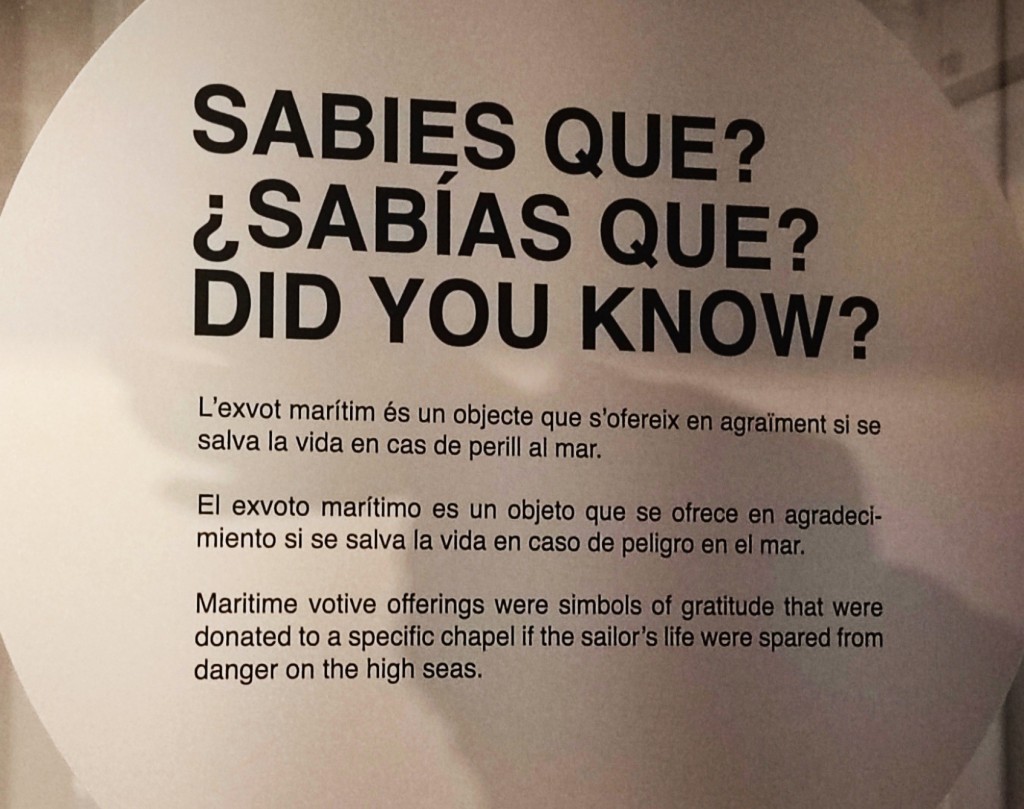 SABIES QUE?
¿SABÍAS QUE?
DID YOU KNOW?
L'exvot marítim és un objecte que s'ofereix en agraïment si se
salva la vida en cas de perill al mar.
El exvoto marítimo es un objeto que se ofrece en agradeci-
miento si se salva la vida en caso de peligro en el mar.
Maritime votive offerings were simbols of gratitude that were
donated to a specific chapel if the sailor's life were spared from
danger on the high seas.